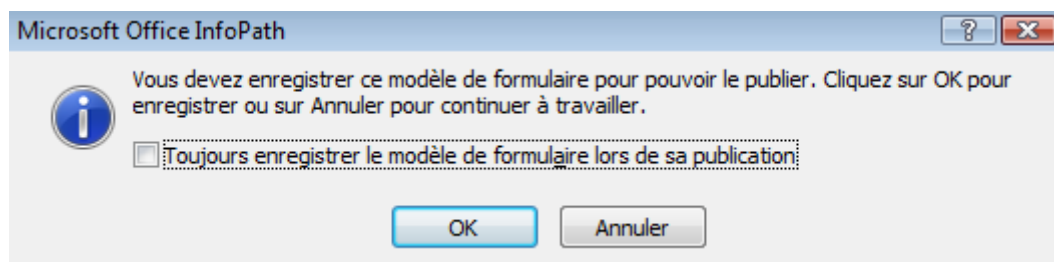 Microsoft Office InfoPath
Vous devez enregistrer ce modèle de formulaire pour pouvoir le publier. Cliquez sur OK pour
enregistrer ou sur Annuler pour continuer à travailler.
Toujours enregistrer le modèle de formulaire lors de sa publication
OK Annuler